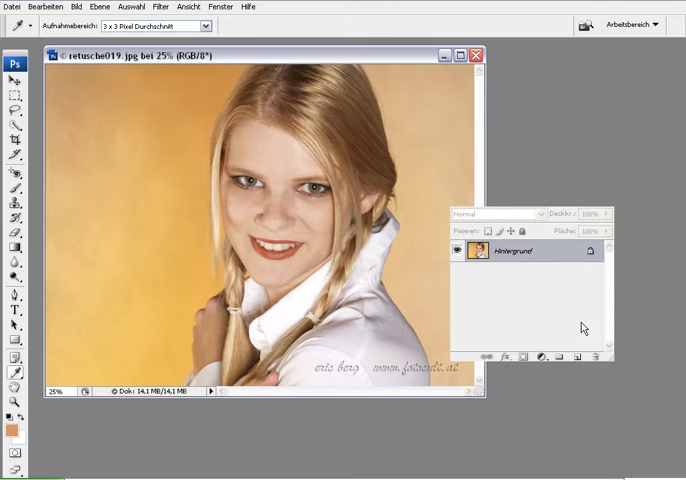 Datei Bearbeiten Bild Ebene Auswahl Filter Ansicht Fenster Hilfe
Aufnahmebereich: 3 x 3 Pixel Durchschnitt
Arbeitsbereich
Ps
© retusche019.jpg bei 25% (RGB/8*)
Normal Deckkr.: 100%
Fixieren: Fläche: 100%
Hintergrund
eric berg www.fotocult.at
25% © Dok: 14,1 MB/14,1 MB